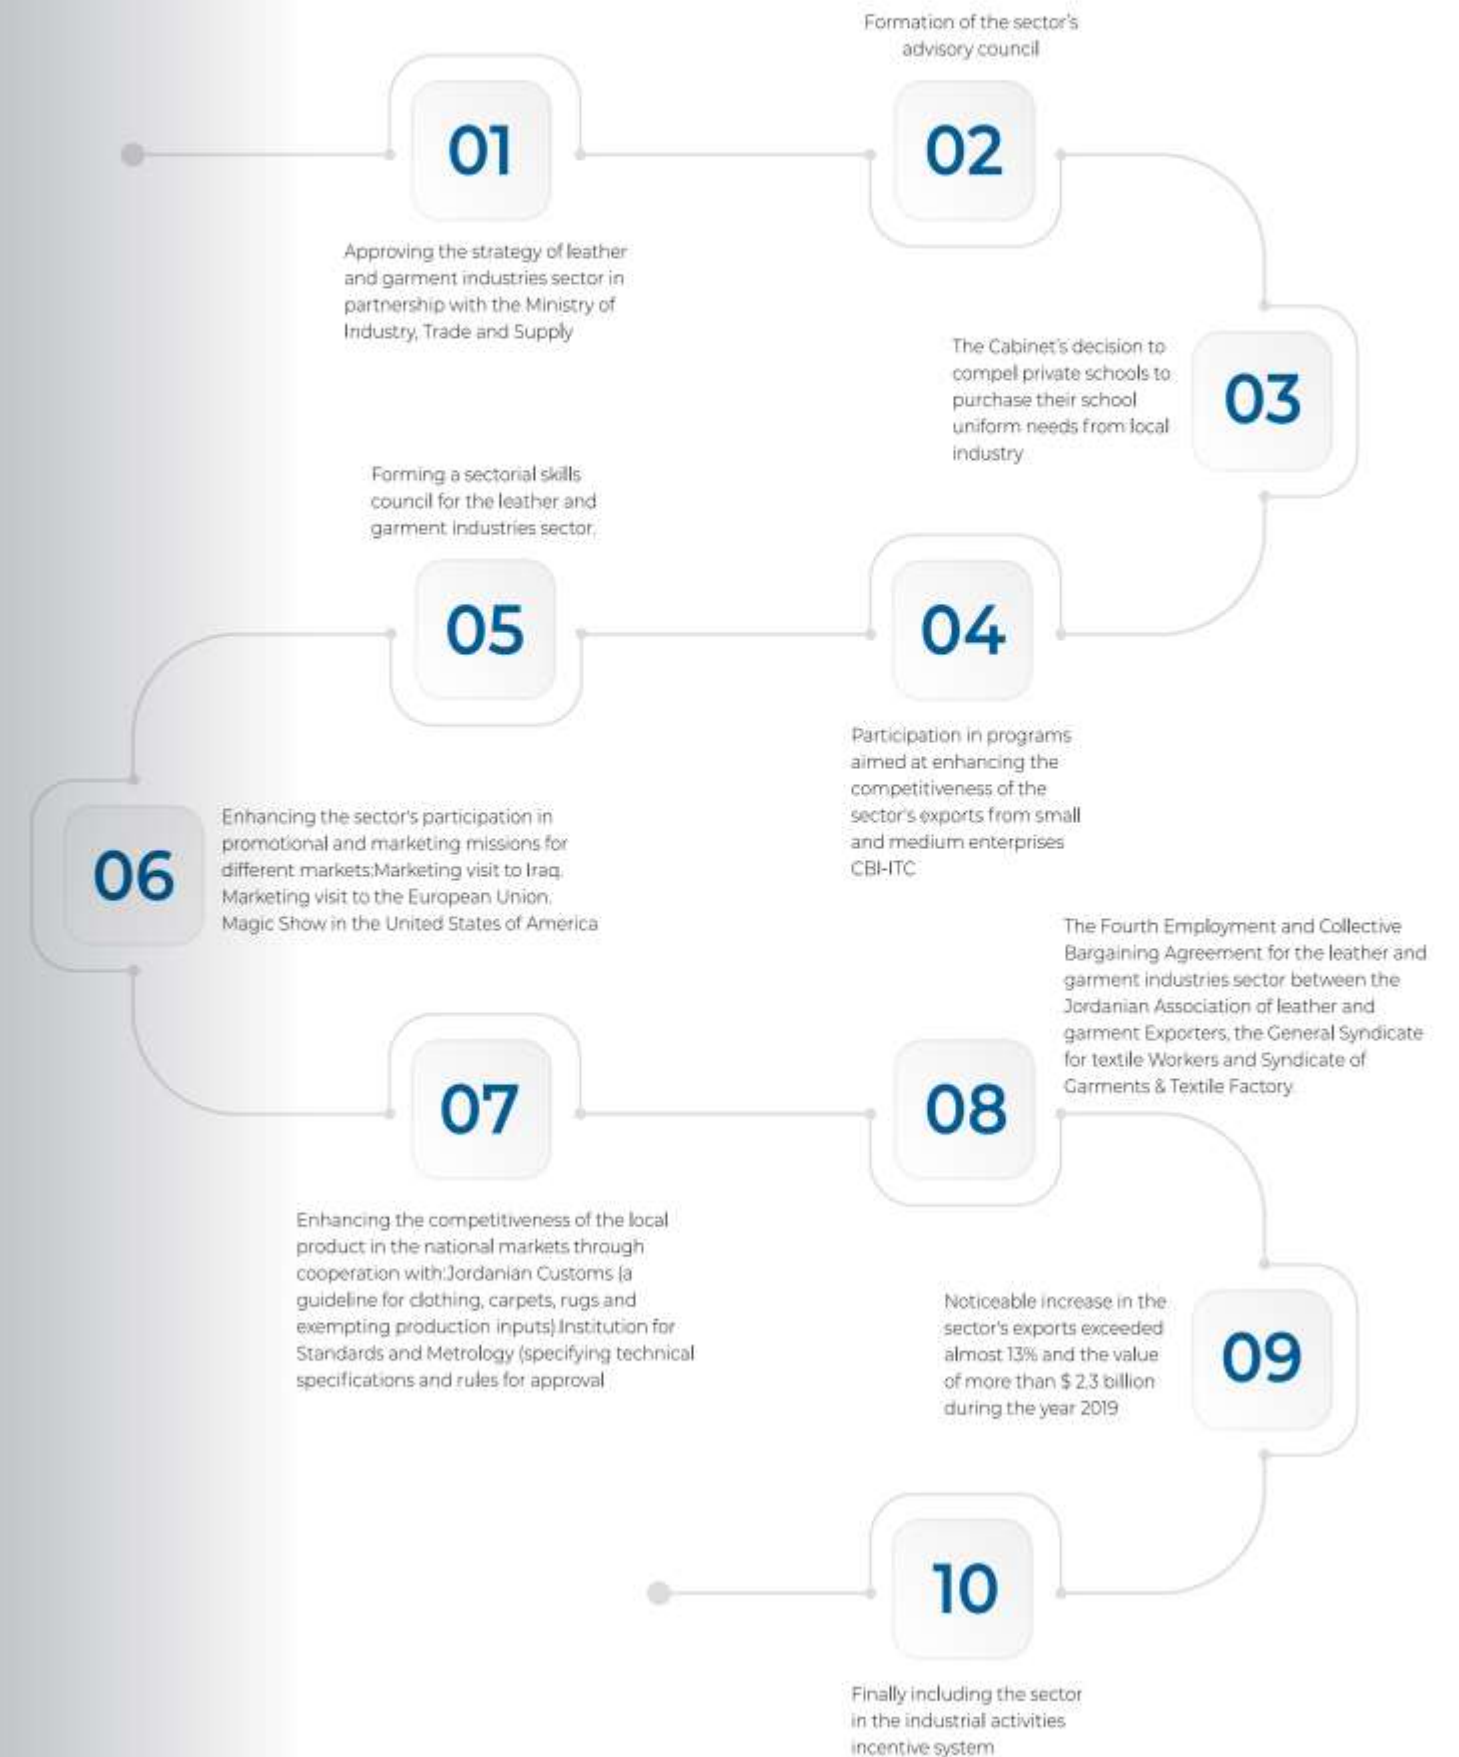 01
Approving the strategy of leather
and garment industries sector in
partnership with the Ministry of
Industry, Trade and Supply
Formation of the sector's
advisory council
02
The Cabinet's decision to
compel private schools to
purchase their school
uniform needs from local
industry
03
04
Participation in programs
aimed at enhancing the
competitiveness of the
sector's exports from small
and medium enterprises
CBI-ITC
Forming a sectorial skills
council for the leather and
garment industries sector.
05
06
Enhancing the sector's participation in
promotional and marketing missions for
different markets:Marketing visit to Iraq.
Marketing visit to the European Union.
Magic Show in the United States of America
07
Enhancing the competitiveness of the local
product in the national markets through
cooperation with:Jordanian Customs (a
guideline for clothing, carpets, rugs and
exempting production inputs).Institution for
Standards and Metrology (specifying technical
specifications and rules for approval
The Fourth Employment and Collective
Bargaining Agreement for the leather and
garment industries sector between the
Jordanian Association of leather and
garment Exporters, the General Syndicate
for textile Workers and Syndicate of
Garments & Textile Factory.
08
Noticeable increase in the
sector's exports exceeded
almost 13% and the value
of more than $ 2.3 billion
during the year 2019
09
10
Finally including the sector
in the industrial activities
incentive system